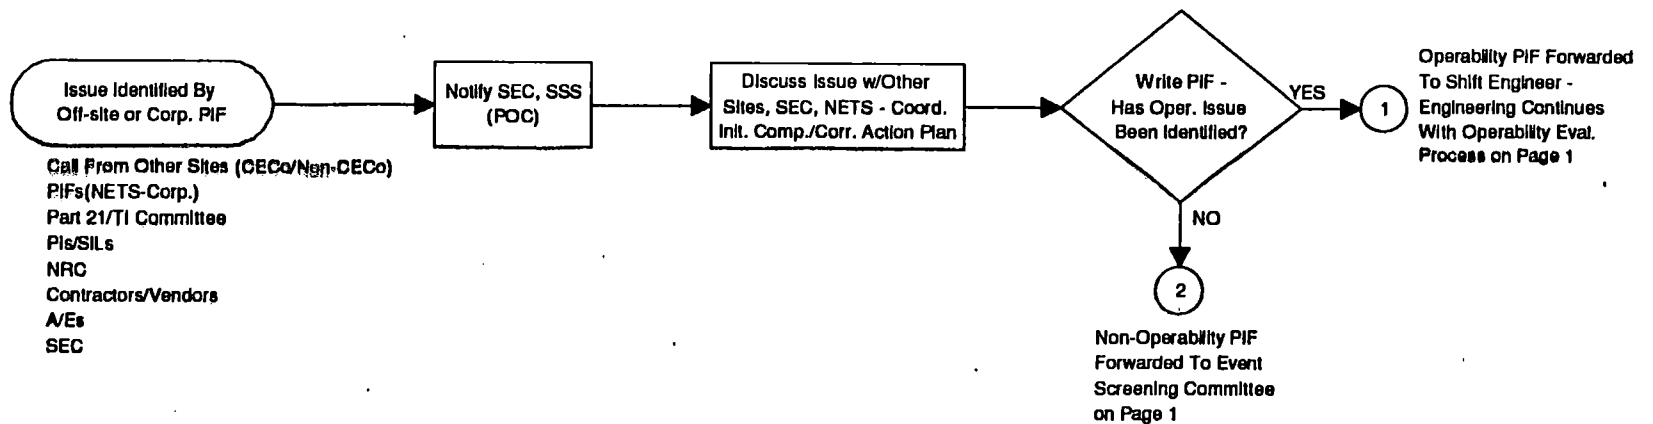 Issue Identified By
Off-site or Corp. PIF
Call From Other Sites (CECo/Non-CECo)
PIFs(NETS-Corp.)
Part 21/TI Committee
PIs/SILs
NRC
Contractors/Vendors
A/Es
SEC
Notify SEC, SSS
(POC)
Discuss Issue w/Other
Sites, SEC, NETS - Coord.
Init. Comp./Corr. Action Plan
Write PIF -
Has Oper. Issue
Been Identified?
YES
1
Operability PIF Forwarded
To Shift Engineer -
Engineering Continues
With Operability Eval.
Process on Page 1
NO
2
Non-Operability PIF
Forwarded To Event
Screening Committee
on Page 1